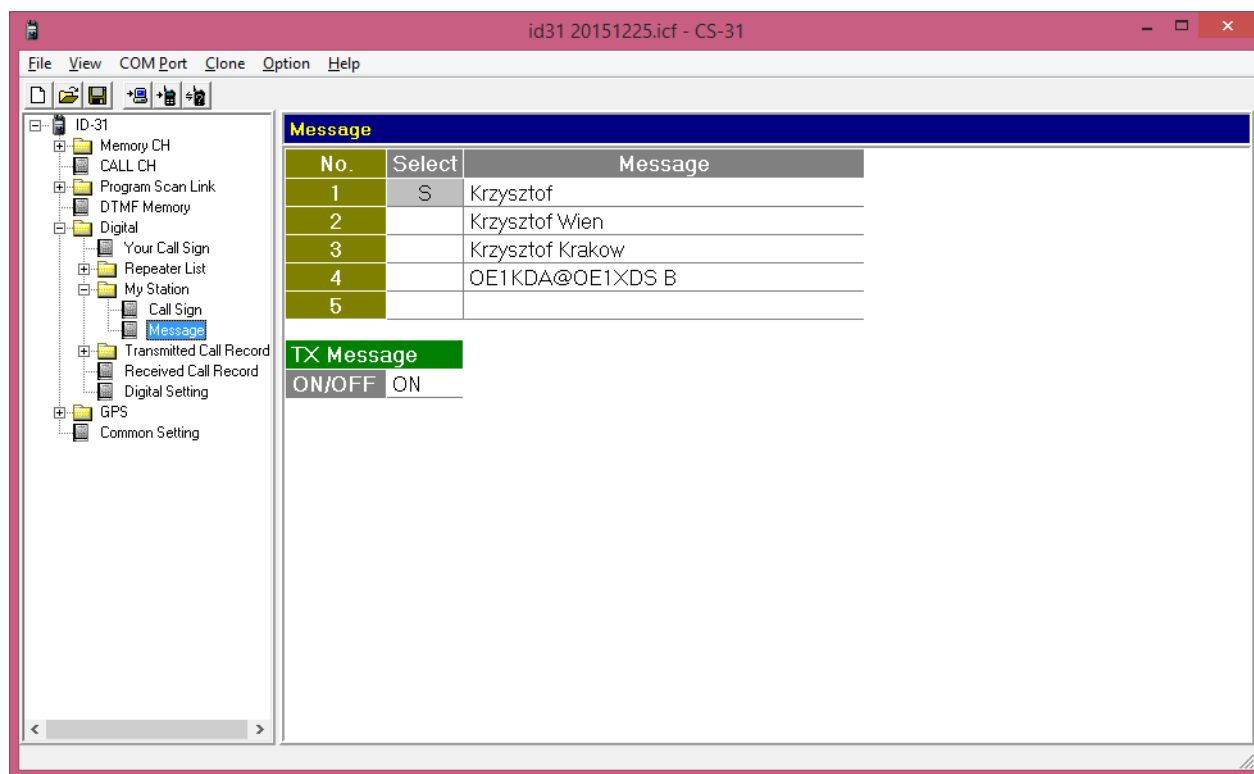 id31 20151225.icf - CS-31
File View COM Port Clone Option Help
ID-31
Memory CH
CALL CH
Program Scan Link
DTMF Memory
Digital
Your Call Sign
Repeater List
My Station
Call Sign
Message
Transmitted Call Record
Received Call Record
Digital Setting
GPS
Common Setting
Message
No. Select Message
1 S Krzysztof
2 Krzysztof Wien
3 Krzysztof Krakow
4 OE1KDA@OE1XDS B
5
TX Message
ON/OFF ON